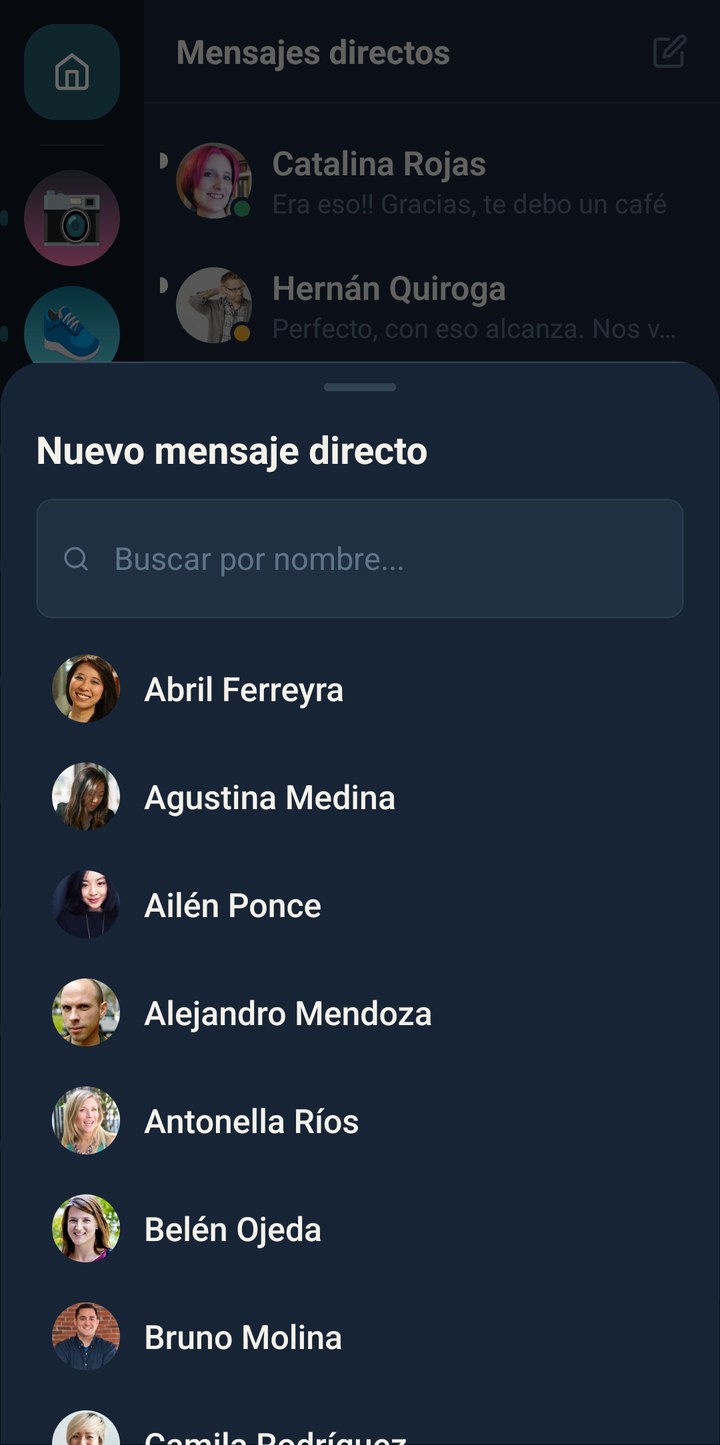 Mensajes directos
Catalina Rojas
Era eso!! Gracias, te debo un café
Hernán Quiroga
Perfecto, con eso alcanza. Nos v...
Nuevo mensaje directo
Buscar por nombre...
Abril Ferreyra
Agustina Medina
Ailén Ponce
Alejandro Mendoza
Antonella Ríos
Belén Ojeda
Bruno Molina
Camila Rodríguez